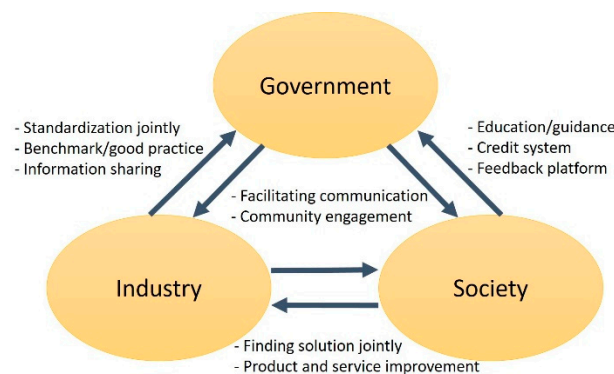 Government
- Standardization jointly
- Benchmark/good practice
- Information sharing
- Education/guidance
- Credit system
- Feedback platform
- Facilitating communication
- Community engagement
Industry
Society
- Finding solution jointly
- Product and service improvement